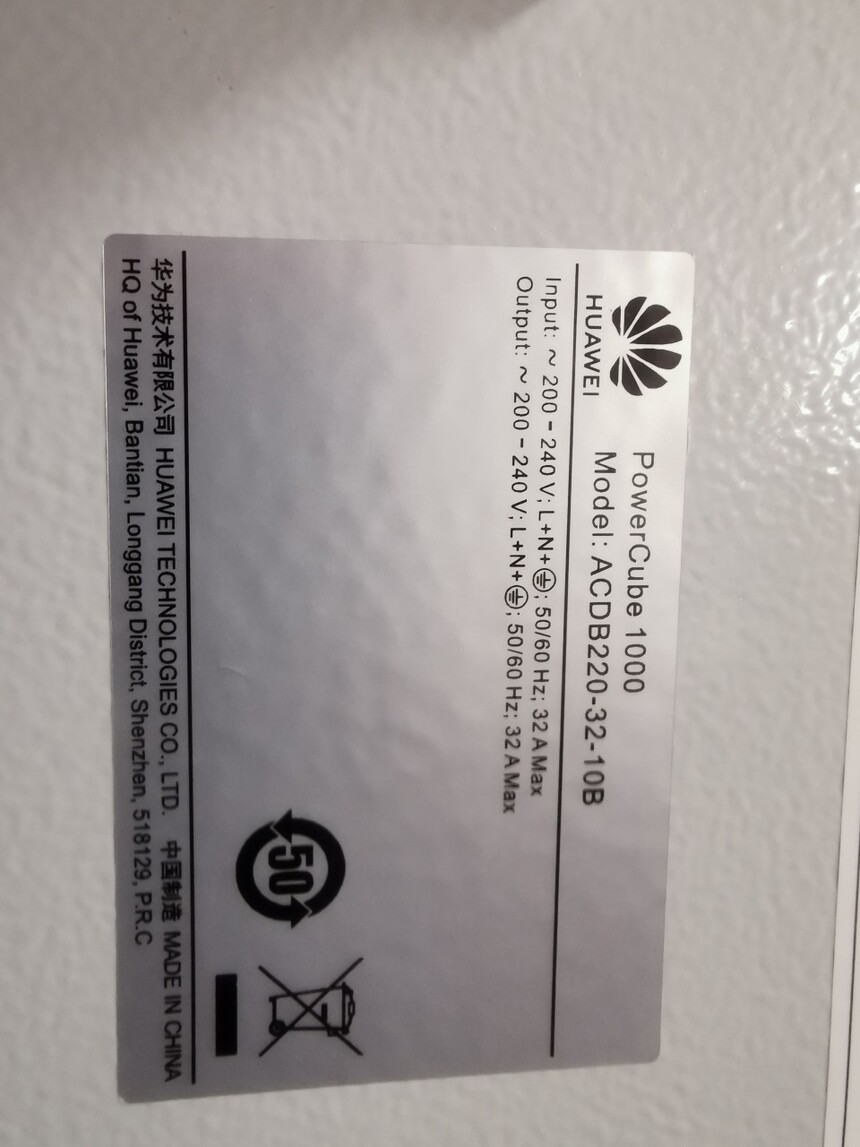 HUAWEI
PowerCube 1000
Model: ACDB220-32-10B
Input: ~ 200 - 240 V; L+N+⏚; 50/60 Hz; 32 A Max
Output: ~ 200 - 240 V; L+N+⏚; 50/60 Hz; 32 A Max
50
华为技术有限公司 HUAWEI TECHNOLOGIES CO., LTD. 中国制造 MADE IN CHINA
HQ of Huawei, Bantian, Longgang District, Shenzhen, 518129, P.R.C